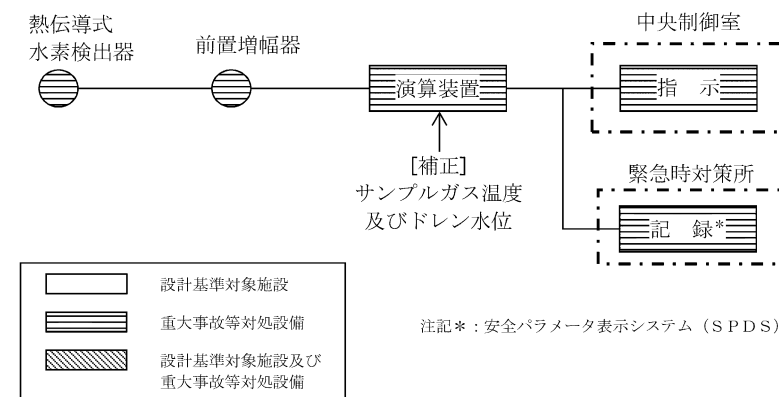 熱伝導式
水素検出器
前置増幅器
演算装置
[補正]
サンプルガス温度
及びドレン水位
中央制御室
指　示
緊急時対策所
記　録*
設計基準対象施設
重大事故等対処設備
設計基準対象施設及び
重大事故等対処設備
注記＊：安全パラメータ表示システム（ＳＰＤＳ）